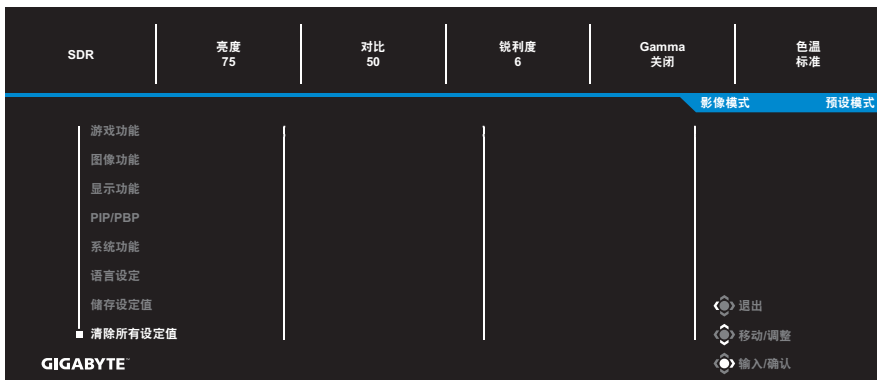 SDR
亮度
75
对比
50
锐利度
6
Gamma
关闭
色温
标准
影像模式
预设模式
游戏功能
图像功能
显示功能
PIP/PBP
系统功能
语言设定
储存设定值
清除所有设定值
退出
移动/调整
输入/确认
GIGABYTE™